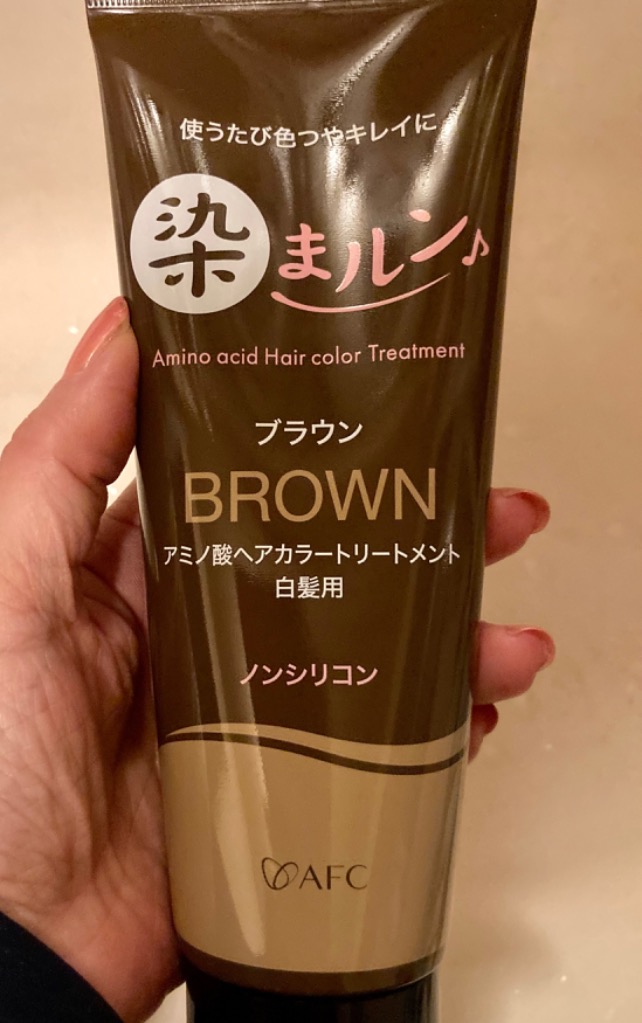 使うたび色つやキレイに
染まルン♪
Amino acid Hair color Treatment
ブラウン
BROWN
アミノ酸ヘアカラートリートメント
白髪用
ノンシリコン
AFC